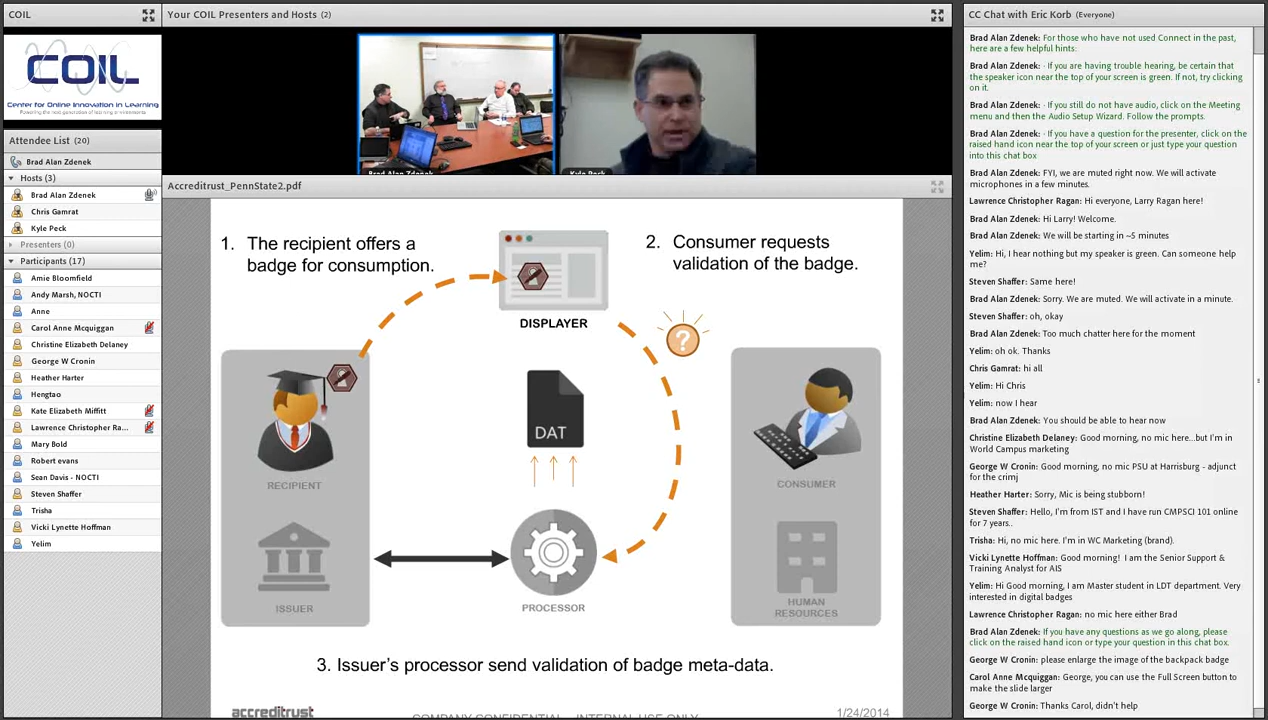 COIL
Your COIL Presenters and Hosts (2)
CC Chat with Eric Korb (Everyone)
COIL
Center for Online Innovation in Learning
Attendee List (20)
Brad Alan Zdenek
Hosts (3)
Brad Alan Zdenek
Chris Gamrat
Kyle Peck
Presenters (0)
Participants (17)
Amie Bloomfield
Andy Marsh, NOCTI
Anne
Carol Anne Mcquiggan
Christine Elizabeth Delaney
George W Cronin
Heather Harter
Hengtao
Kate Elizabeth Miffitt
Lawrence Christopher Ra...
Mary Bold
Robert evans
Sean Davis - NOCTI
Steven Shaffer
Trisha
Vicki Lynette Hoffman
Yelim
Brad Alan Zdenek
Kyle Peck
Accreditrust_PennState2.pdf
1. The recipient offers a
badge for consumption.
2. Consumer requests
validation of the badge.
DISPLAYER
?
DAT
RECIPIENT
CONSUMER
ISSUER
PROCESSOR
HUMAN
RESOURCES
3. Issuer's processor send validation of badge meta-data.
accreditrust
COMPANY CONFIDENTIAL - INTERNAL USE ONLY
1/24/2014
Brad Alan Zdenek: For those who have not used Connect in the past,
here are a few helpful hints:
Brad Alan Zdenek: · If you are having trouble hearing, be certain that
the speaker icon near the top of your screen is green. If not, try clicking
on it.
Brad Alan Zdenek: · If you still do not have audio, click on the Meeting
menu and then the Audio Setup Wizard. Follow the prompts.
Brad Alan Zdenek: · If you have a question for the presenter, click on the
raised hand icon near the top of your screen or just type your question
into this chat box
Brad Alan Zdenek: FYI, we are muted right now. We will activate
microphones in a few minutes.
Lawrence Christopher Ragan: Hi everyone, Larry Ragan here!
Brad Alan Zdenek: Hi Larry! Welcome.
Brad Alan Zdenek: We will be starting in ~5 minutes
Yelim: Hi, I hear nothing but my speaker is green. Can someone help
me?
Steven Shaffer: Same here!
Brad Alan Zdenek: Sorry. We are muted. We will activate in a minute.
Steven Shaffer: oh, okay
Brad Alan Zdenek: Too much chatter here for the moment
Yelim: oh ok. Thanks
Chris Gamrat: hi all
Yelim: Hi Chris
Yelim: now I hear
Brad Alan Zdenek: You should be able to hear now
Christine Elizabeth Delaney: Good morning, no mic here...but I'm in
World Campus marketing
George W Cronin: Good morning, no mic PSU at Harrisburg - adjunct
for the crimj
Heather Harter: Sorry, Mic is being stubborn!
Steven Shaffer: Hello, I'm from IST and I have run CMPSCI 101 online
for 7 years..
Trisha: Hi, no mic here. I'm in WC Marketing (brand).
Vicki Lynette Hoffman: Good morning! I am the Senior Support &
Training Analyst for AIS
Yelim: Hi Good morning, I am Master student in LDT department. Very
interested in digital badges
Lawrence Christopher Ragan: no mic here either Brad
Brad Alan Zdenek: If you have any questions as we go along, please
click on the raised hand icon or type your question in this chat box.
George W Cronin: please enlarge the image of the backpack badge
Carol Anne Mcquiggan: George, you can use the Full Screen button to
make the slide larger
George W Cronin: Thanks Carol, didn't help